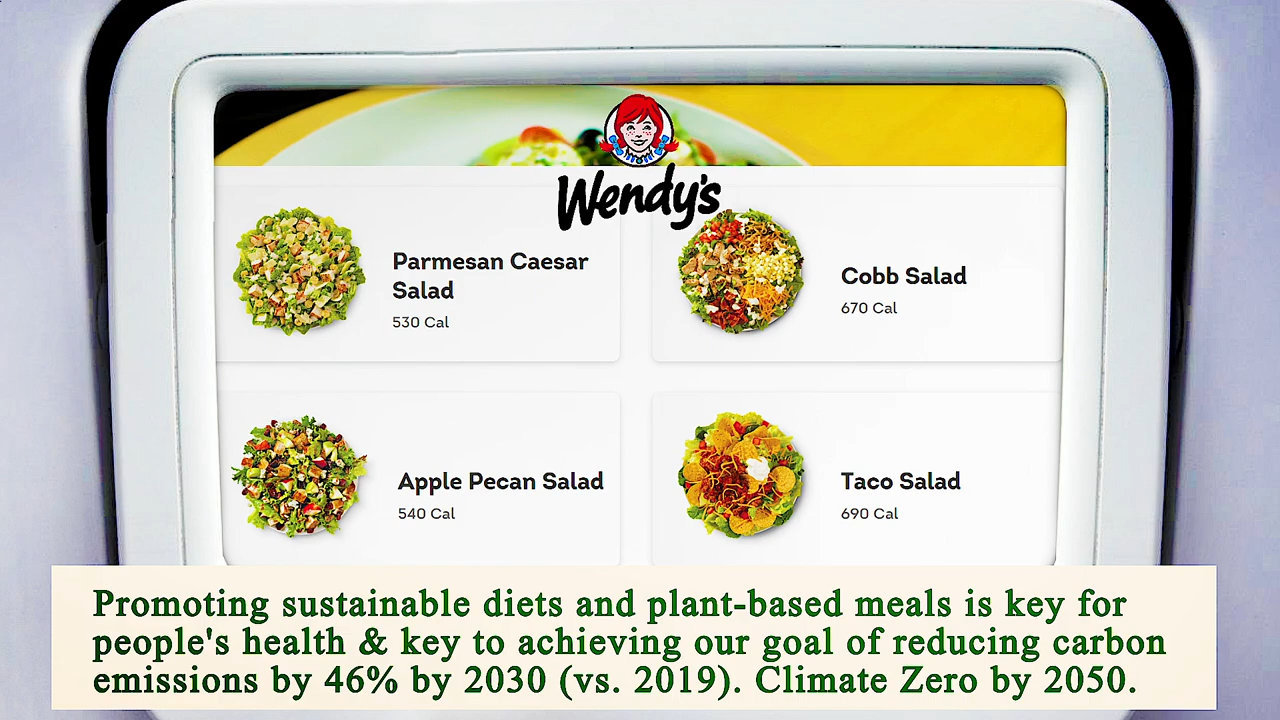 Wendy's
Parmesan Caesar
Salad
530 Cal
Cobb Salad
670 Cal
Apple Pecan Salad
540 Cal
Taco Salad
690 Cal
Promoting sustainable diets and plant-based meals is key for
people's health & key to achieving our goal of reducing carbon
emissions by 46% by 2030 (vs. 2019). Climate Zero by 2050.